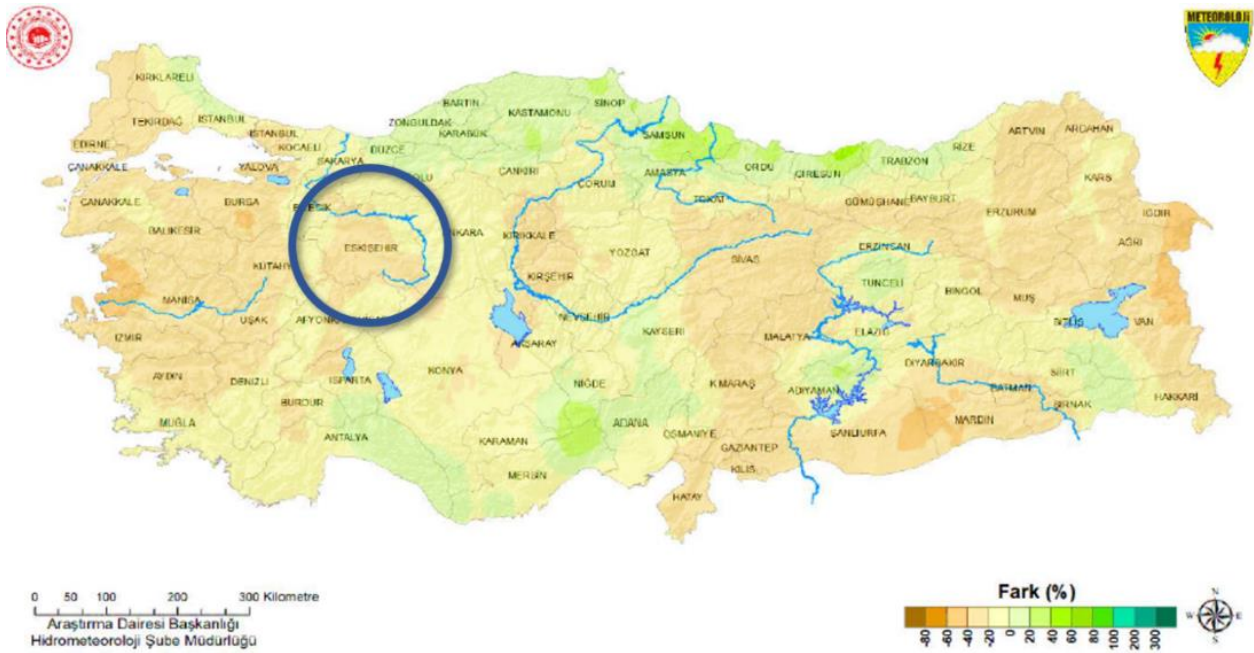 METEOROLOJİ
KIRKLARELİ
SİNOP
BARTIN
KASTAMONU
ZONGULDAK
İSTANBUL
TEKİRDAĞ
KARABÜK
SAMSUN
İSTANBUL
ARTVİN
ARDAHAN
EDİRNE
KOCAELİ
DÜZCE
RİZE
SAKARYA
ORDU
TRABZON
ÇANAKKALE
YALOVA
ÇANKIRI
AMASYA
GİRESUN
KARS
ÇORUM
ÇANAKKALE
BURSA
TOKAT
GÜMÜŞHANE
BAYBURT
ERZURUM
IĞDIR
BALIKESİR
KIRIKKALE
AĞRI
ESKİŞEHİR
YOZGAT
SİVAS
ERZİNCAN
KIRŞEHİR
TUNCELİ
BİNGÖL
MUŞ
MANİSA
UŞAK
NEVŞEHİR
BİTLİS
VAN
İZMİR
KAYSERİ
MALATYA
ELAZIĞ
AKSARAY
DİYARBAKIR
KONYA
AYDIN
DENİZLİ
ISPARTA
NİĞDE
K.MARAŞ
ADIYAMAN
BATMAN
SİİRT
HAKKARİ
BURDUR
ŞIRNAK
MUĞLA
ADANA
MARDİN
ANTALYA
KARAMAN
OSMANİYE
ŞANLIURFA
GAZİANTEP
MERSİN
KİLİS
HATAY
0 50 100 200 300 Kilometre
Araştırma Dairesi Başkanlığı
Hidrometeoroloji Şube Müdürlüğü
Fark (%)
N
W E
S
-80 -60 -40 -20 0 20 40 60 80 100 200 300